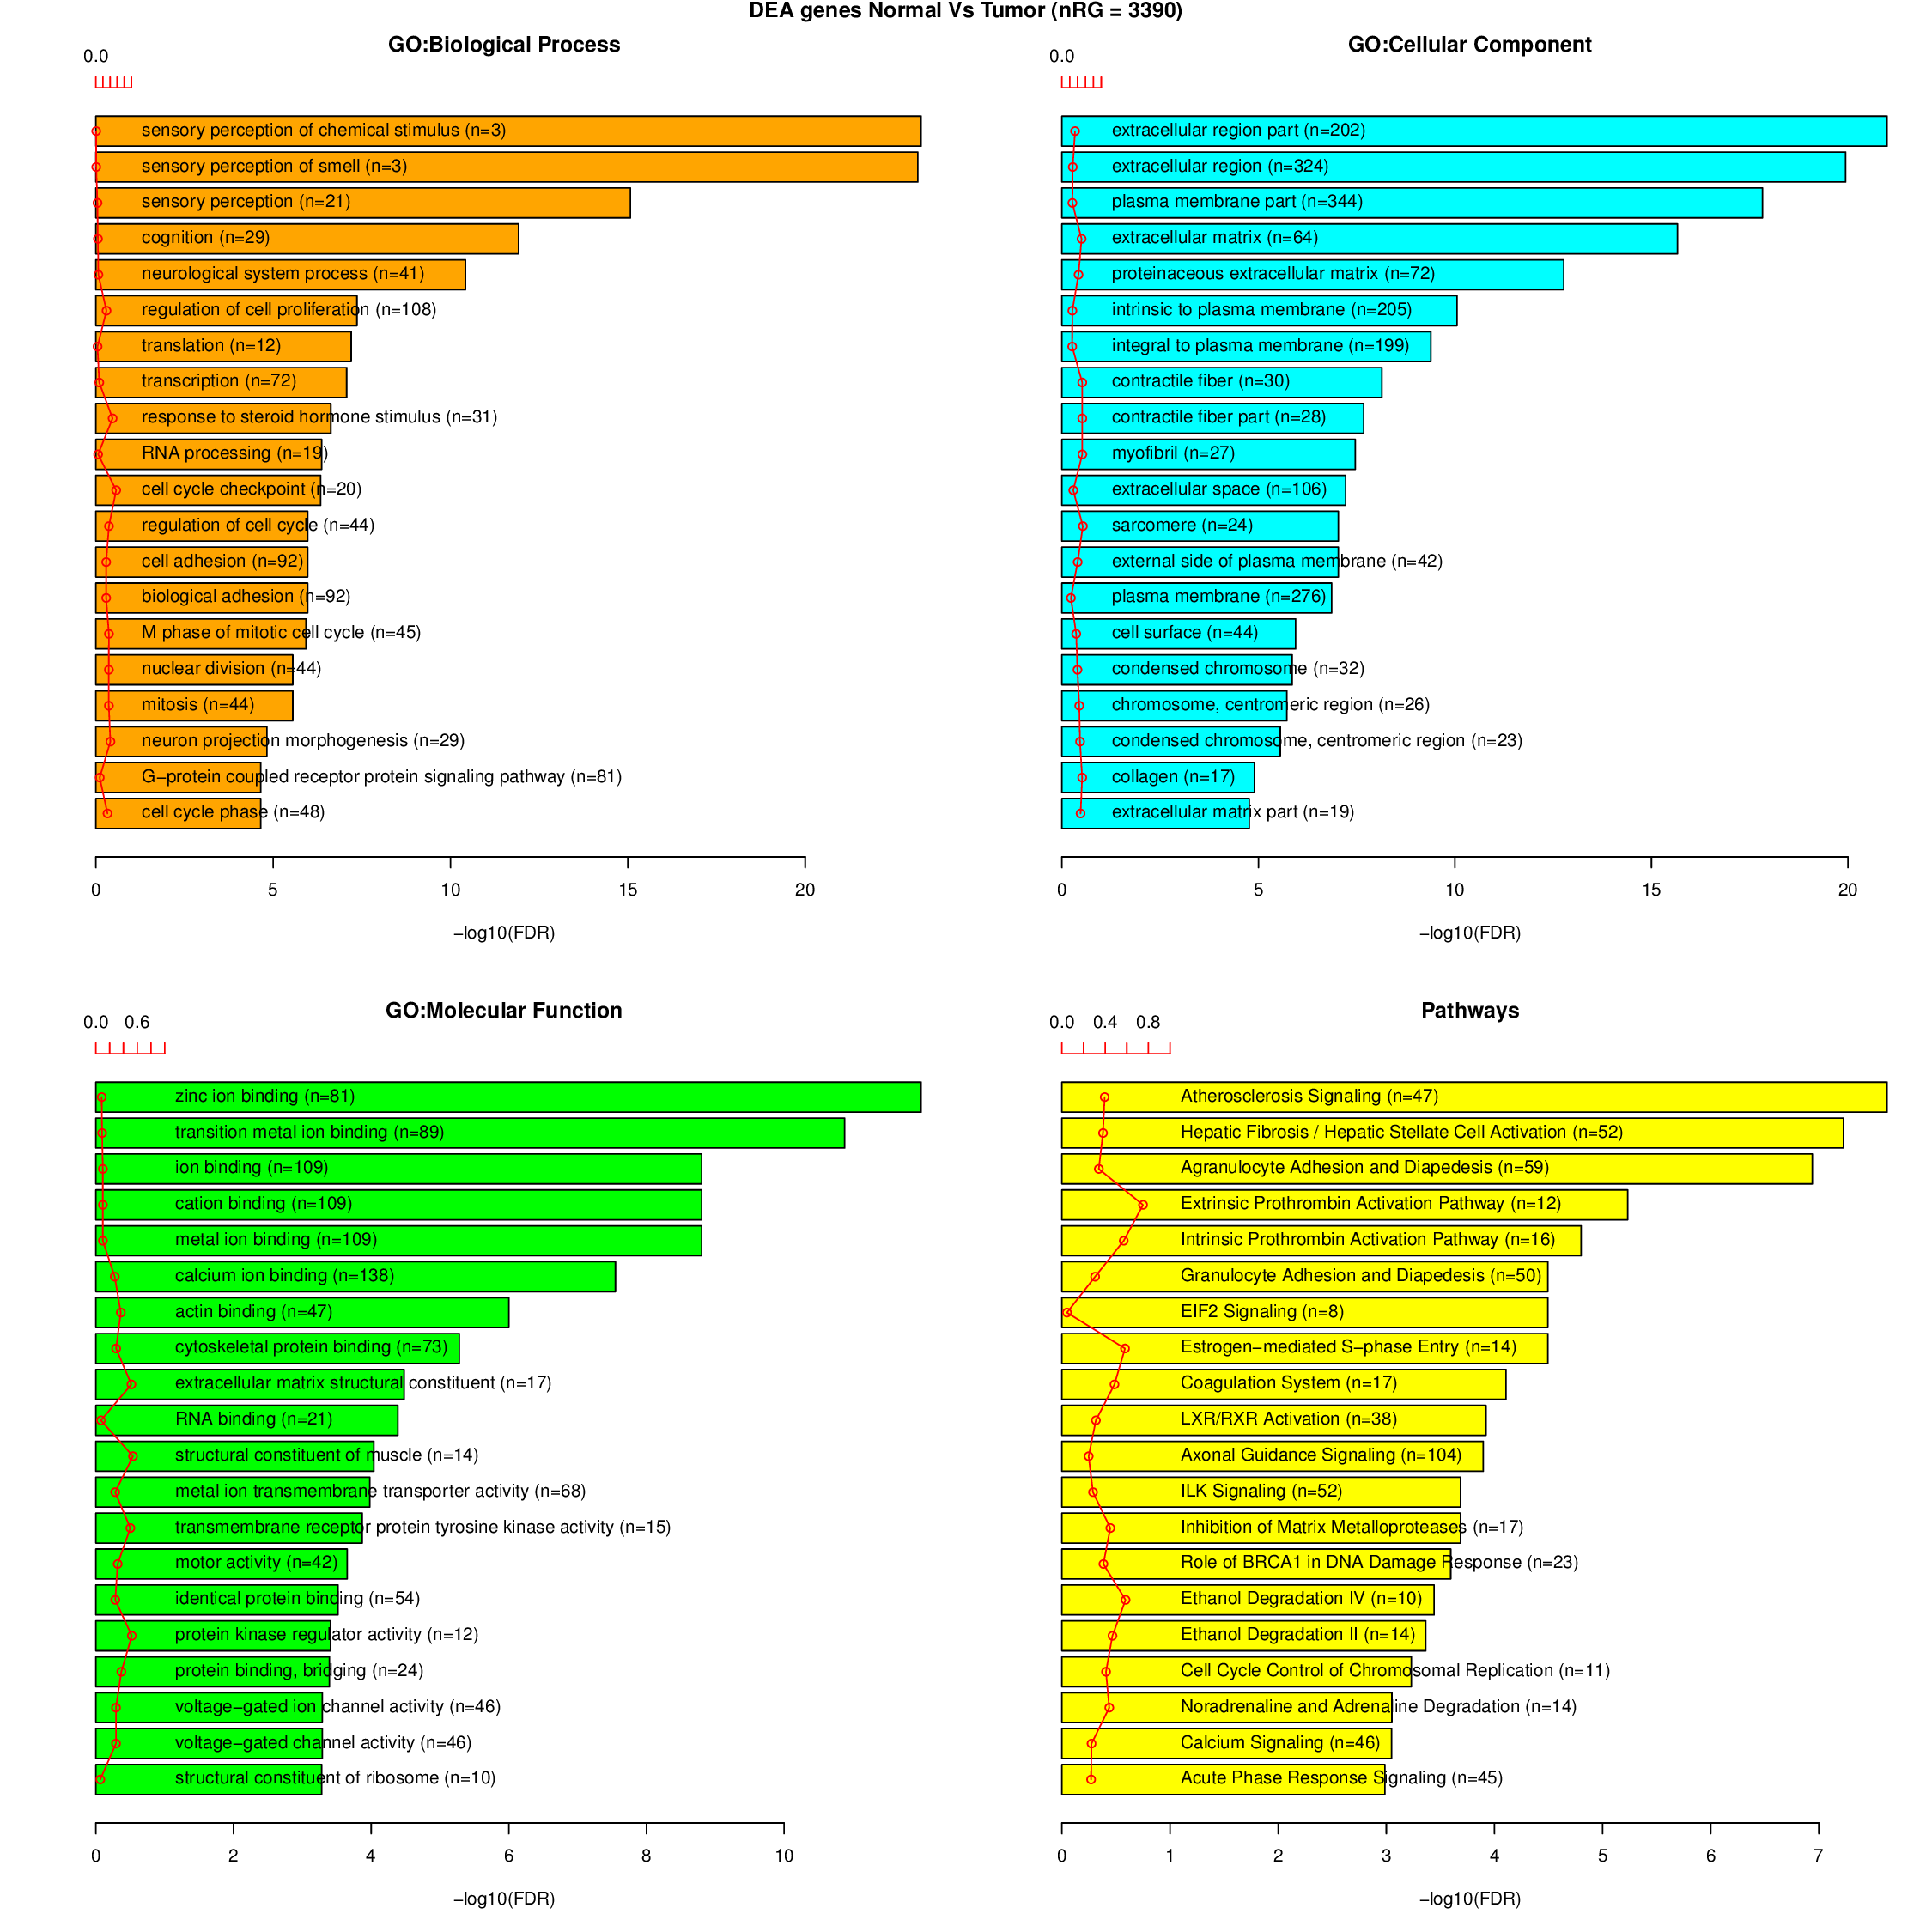 DEA genes Normal Vs Tumor (nRG = 3390)
GO:Biological Process
0.0
sensory perception of chemical stimulus (n=3)
sensory perception of smell (n=3)
sensory perception (n=21)
cognition (n=29)
neurological system process (n=41)
regulation of cell proliferation (n=108)
translation (n=12)
transcription (n=72)
response to steroid hormone stimulus (n=31)
RNA processing (n=19)
cell cycle checkpoint (n=20)
regulation of cell cycle (n=44)
cell adhesion (n=92)
biological adhesion (n=92)
M phase of mitotic cell cycle (n=45)
nuclear division (n=44)
mitosis (n=44)
neuron projection morphogenesis (n=29)
G−protein coupled receptor protein signaling pathway (n=81)
cell cycle phase (n=48)
0 5 10 15 20
−log10(FDR)
GO:Cellular Component
0.0
extracellular region part (n=202)
extracellular region (n=324)
plasma membrane part (n=344)
extracellular matrix (n=64)
proteinaceous extracellular matrix (n=72)
intrinsic to plasma membrane (n=205)
integral to plasma membrane (n=199)
contractile fiber (n=30)
contractile fiber part (n=28)
myofibril (n=27)
extracellular space (n=106)
sarcomere (n=24)
external side of plasma membrane (n=42)
plasma membrane (n=276)
cell surface (n=44)
condensed chromosome (n=32)
chromosome, centromeric region (n=26)
condensed chromosome, centromeric region (n=23)
collagen (n=17)
extracellular matrix part (n=19)
0 5 10 15 20
−log10(FDR)
GO:Molecular Function
0.0 0.6
zinc ion binding (n=81)
transition metal ion binding (n=89)
ion binding (n=109)
cation binding (n=109)
metal ion binding (n=109)
calcium ion binding (n=138)
actin binding (n=47)
cytoskeletal protein binding (n=73)
extracellular matrix structural constituent (n=17)
RNA binding (n=21)
structural constituent of muscle (n=14)
metal ion transmembrane transporter activity (n=68)
transmembrane receptor protein tyrosine kinase activity (n=15)
motor activity (n=42)
identical protein binding (n=54)
protein kinase regulator activity (n=12)
protein binding, bridging (n=24)
voltage−gated ion channel activity (n=46)
voltage−gated channel activity (n=46)
structural constituent of ribosome (n=10)
0 2 4 6 8 10
−log10(FDR)
Pathways
0.0 0.4 0.8
Atherosclerosis Signaling (n=47)
Hepatic Fibrosis / Hepatic Stellate Cell Activation (n=52)
Agranulocyte Adhesion and Diapedesis (n=59)
Extrinsic Prothrombin Activation Pathway (n=12)
Intrinsic Prothrombin Activation Pathway (n=16)
Granulocyte Adhesion and Diapedesis (n=50)
EIF2 Signaling (n=8)
Estrogen−mediated S−phase Entry (n=14)
Coagulation System (n=17)
LXR/RXR Activation (n=38)
Axonal Guidance Signaling (n=104)
ILK Signaling (n=52)
Inhibition of Matrix Metalloproteases (n=17)
Role of BRCA1 in DNA Damage Response (n=23)
Ethanol Degradation IV (n=10)
Ethanol Degradation II (n=14)
Cell Cycle Control of Chromosomal Replication (n=11)
Noradrenaline and Adrenaline Degradation (n=14)
Calcium Signaling (n=46)
Acute Phase Response Signaling (n=45)
0 1 2 3 4 5 6 7
−log10(FDR)